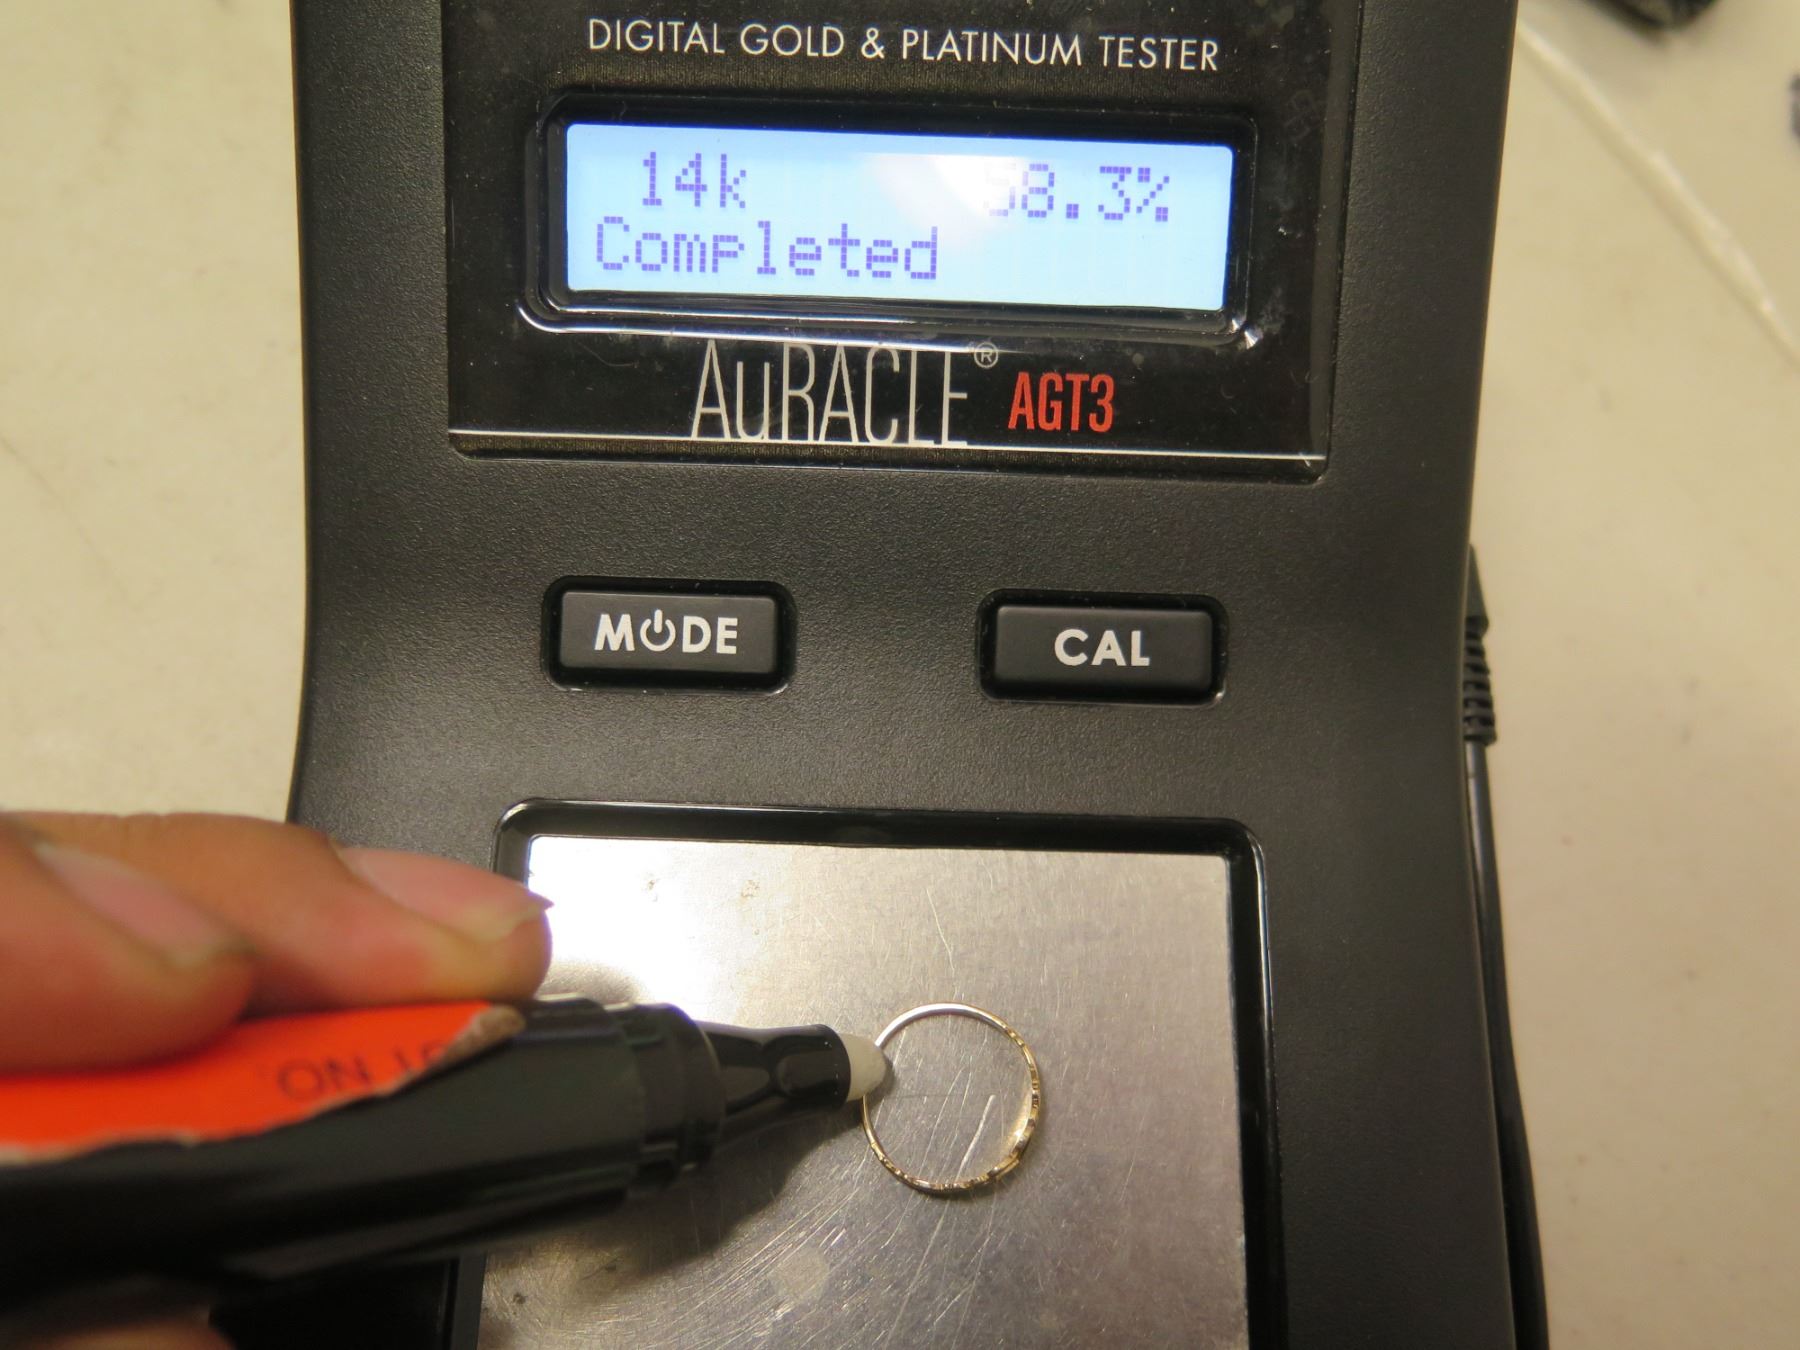 DIGITAL GOLD & PLATINUM TESTER
14k 58.3%
Completed
AuRACLE® AGT3
MODE
CAL